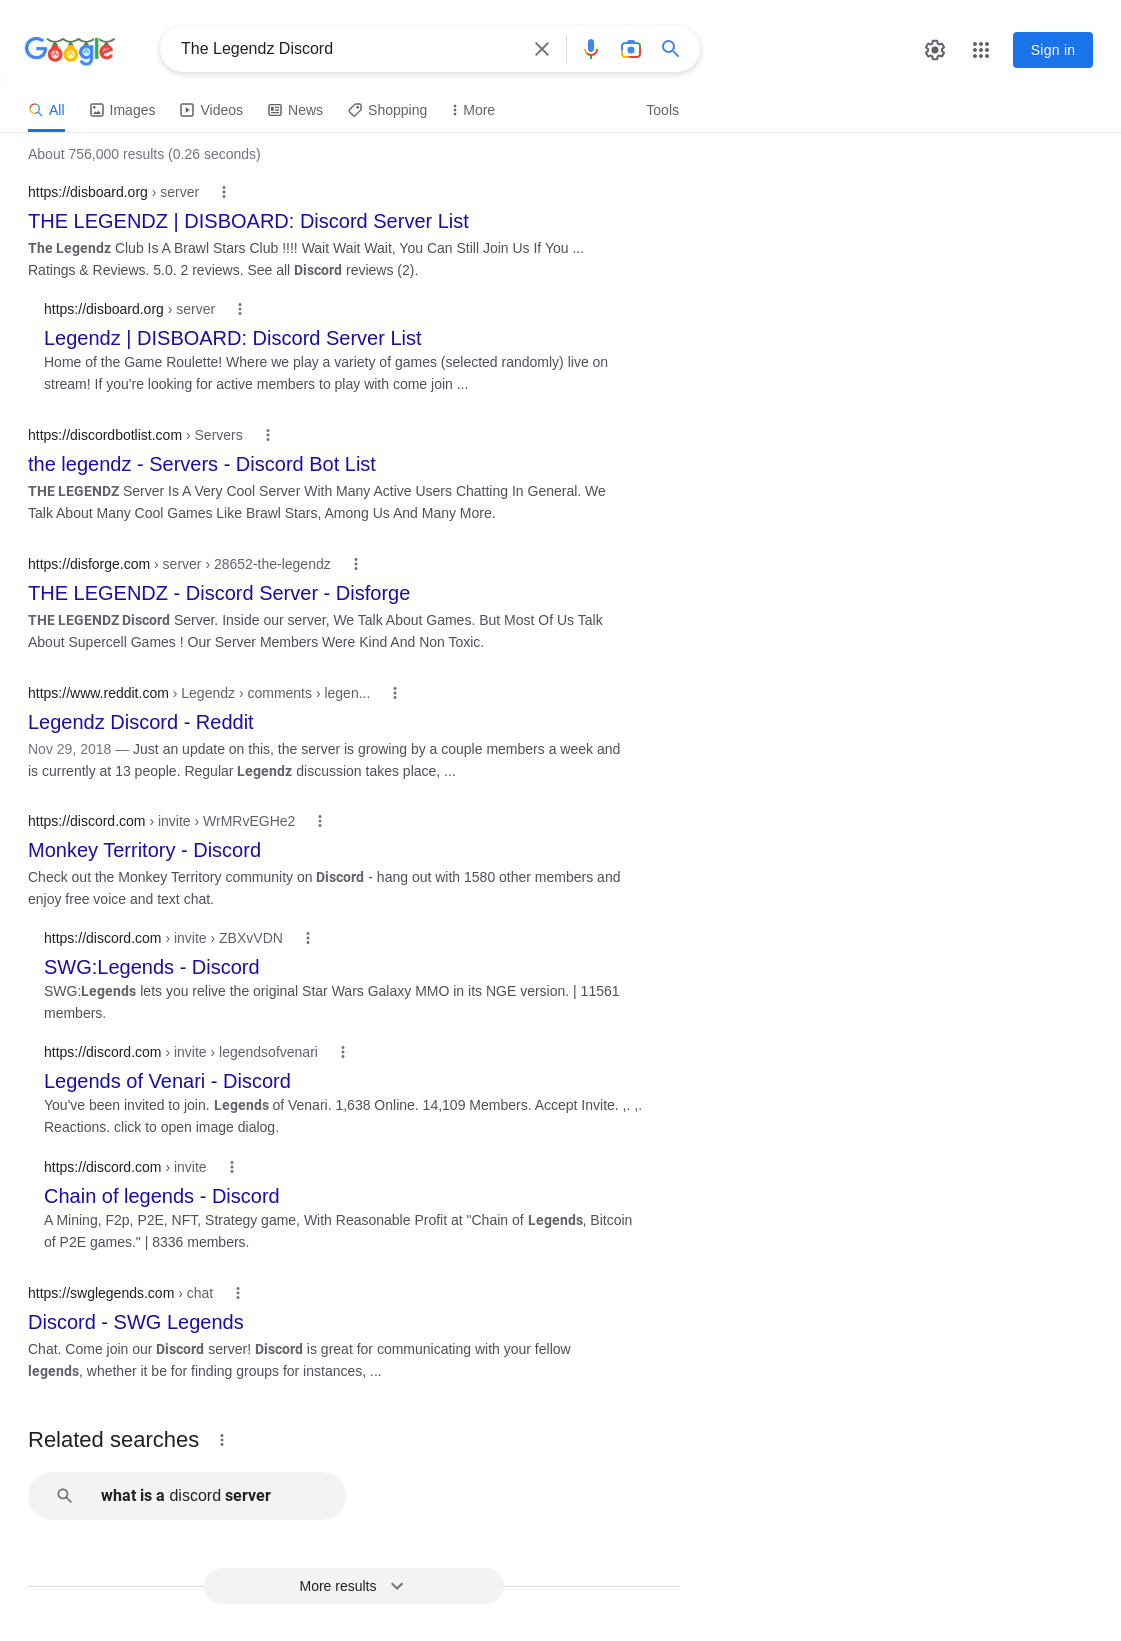 Google
The Legendz Discord
Sign in
All
Images
Videos
News
Shopping
More
Tools
About 756,000 results (0.26 seconds)
https://disboard.org › server
THE LEGENDZ | DISBOARD: Discord Server List
The Legendz Club Is A Brawl Stars Club !!!! Wait Wait Wait, You Can Still Join Us If You ...
Ratings & Reviews. 5.0. 2 reviews. See all Discord reviews (2).
https://disboard.org › server
Legendz | DISBOARD: Discord Server List
Home of the Game Roulette! Where we play a variety of games (selected randomly) live on
stream! If you're looking for active members to play with come join ...
https://discordbotlist.com › Servers
the legendz - Servers - Discord Bot List
THE LEGENDZ Server Is A Very Cool Server With Many Active Users Chatting In General. We
Talk About Many Cool Games Like Brawl Stars, Among Us And Many More.
https://disforge.com › server › 28652-the-legendz
THE LEGENDZ - Discord Server - Disforge
THE LEGENDZ Discord Server. Inside our server, We Talk About Games. But Most Of Us Talk
About Supercell Games ! Our Server Members Were Kind And Non Toxic.
https://www.reddit.com › Legendz › comments › legen...
Legendz Discord - Reddit
Nov 29, 2018 — Just an update on this, the server is growing by a couple members a week and
is currently at 13 people. Regular Legendz discussion takes place, ...
https://discord.com › invite › WrMRvEGHe2
Monkey Territory - Discord
Check out the Monkey Territory community on Discord - hang out with 1580 other members and
enjoy free voice and text chat.
https://discord.com › invite › ZBXvVDN
SWG:Legends - Discord
SWG:Legends lets you relive the original Star Wars Galaxy MMO in its NGE version. | 11561
members.
https://discord.com › invite › legendsofvenari
Legends of Venari - Discord
You've been invited to join. Legends of Venari. 1,638 Online. 14,109 Members. Accept Invite. ,. ,.
Reactions. click to open image dialog.
https://discord.com › invite
Chain of legends - Discord
A Mining, F2p, P2E, NFT, Strategy game, With Reasonable Profit at "Chain of Legends, Bitcoin
of P2E games." | 8336 members.
https://swglegends.com › chat
Discord - SWG Legends
Chat. Come join our Discord server! Discord is great for communicating with your fellow
legends, whether it be for finding groups for instances, ...
Related searches
what is a discord server
More results